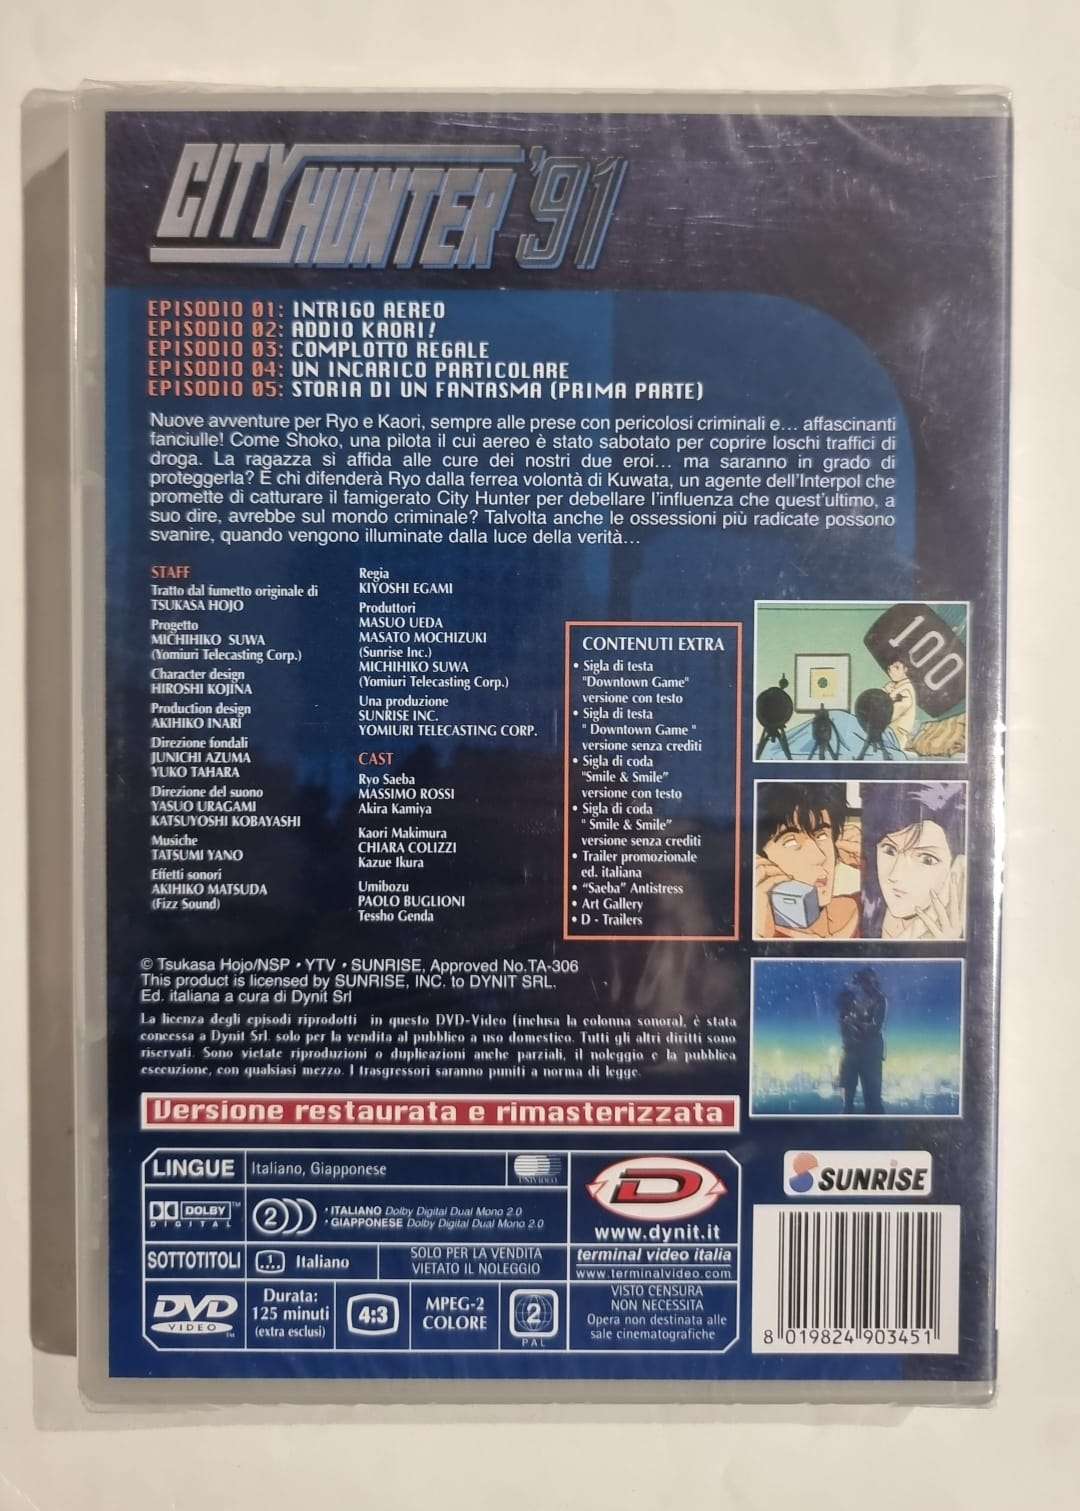 CITY HUNTER '91
EPISODIO 01: INTRIGO AEREO
EPISODIO 02: ADDIO KAORI!
EPISODIO 03: COMPLOTTO REGALE
EPISODIO 04: UN INCARICO PARTICOLARE
EPISODIO 05: STORIA DI UN FANTASMA (PRIMA PARTE)
Nuove avventure per Ryo e Kaori, sempre alle prese con pericolosi criminali e... affascinanti
fanciulle! Come Shoko, una pilota il cui aereo è stato sabotato per coprire loschi traffici di
droga. La ragazza si affida alle cure dei nostri due eroi... ma saranno in grado di
proteggerla? E chi difenderà Ryo dalla ferrea volontà di Kuwata, un agente dell'Interpol che
promette di catturare il famigerato City Hunter per debellare l'influenza che quest'ultimo, a
suo dire, avrebbe sul mondo criminale? Talvolta anche le ossessioni più radicate possono
svanire, quando vengono illuminate dalla luce della verità...
STAFF
Tratto dal fumetto originale di
TSUKASA HOJO
Progetto
MICHIHIKO SUWA
(Yomiuri Telecasting Corp.)
Character design
HIROSHI KOJINA
Production design
AKIHIKO INARI
Direzione fondali
JUNICHI AZUMA
YUKO TAHARA
Direzione del suono
YASUO URAGAMI
KATSUYOSHI KOBAYASHI
Musiche
TATSUMI YANO
Effetti sonori
AKIHIKO MATSUDA
(Fizz Sound)
Regia
KIYOSHI EGAMI
Produttori
MASUO UEDA
MASATO MOCHIZUKI
(Sunrise Inc.)
MICHIHIKO SUWA
(Yomiuri Telecasting Corp.)
Una produzione
SUNRISE INC.
YOMIURI TELECASTING CORP.
CAST
Ryo Saeba
MASSIMO ROSSI
Akira Kamiya
Kaori Makimura
CHIARA COLIZZI
Kazue Ikura
Umibozu
PAOLO BUGLIONI
Tessho Genda
CONTENUTI EXTRA
• Sigla di testa
"Downtown Game"
versione con testo
• Sigla di testa
" Downtown Game "
versione senza crediti
• Sigla di coda
"Smile & Smile"
versione con testo
• Sigla di coda
" Smile & Smile"
versione senza crediti
• Trailer promozionale
ed. italiana
• "Saeba" Antistress
• Art Gallery
• D - Trailers
100
© Tsukasa Hojo/NSP • YTV • SUNRISE, Approved No.TA-306
This product is licensed by SUNRISE, INC. to DYNIT SRL.
Ed. italiana a cura di Dynit Srl
La licenza degli episodi riprodotti in questo DVD-Video (inclusa la colonna sonora), è stata
concessa a Dynit Srl. solo per la vendita al pubblico a uso domestico. Tutti gli altri diritti sono
riservati. Sono vietate riproduzioni o duplicazioni anche parziali, il noleggio e la pubblica
esecuzione, con qualsiasi mezzo. I trasgressori saranno puniti a norma di legge.
Versione restaurata e rimasterizzata
LINGUE Italiano, Giapponese
UNIVIDEO
DOLBY
DIGITAL
2
• ITALIANO Dolby Digital Dual Mono 2.0
• GIAPPONESE Dolby Digital Dual Mono 2.0
SOTTOTITOLI
1
Italiano
SOLO PER LA VENDITA
VIETATO IL NOLEGGIO
DVD
VIDEO
TM
Durata:
125 minuti
(extra esclusi)
4:3
MPEG-2
COLORE
2
PAL
D
www.dynit.it
terminal video italia
www.terminalvideo.com
VISTO CENSURA
NON NECESSITA
Opera non destinata alle
sale cinematografiche
SUNRISE
8 019824 903451